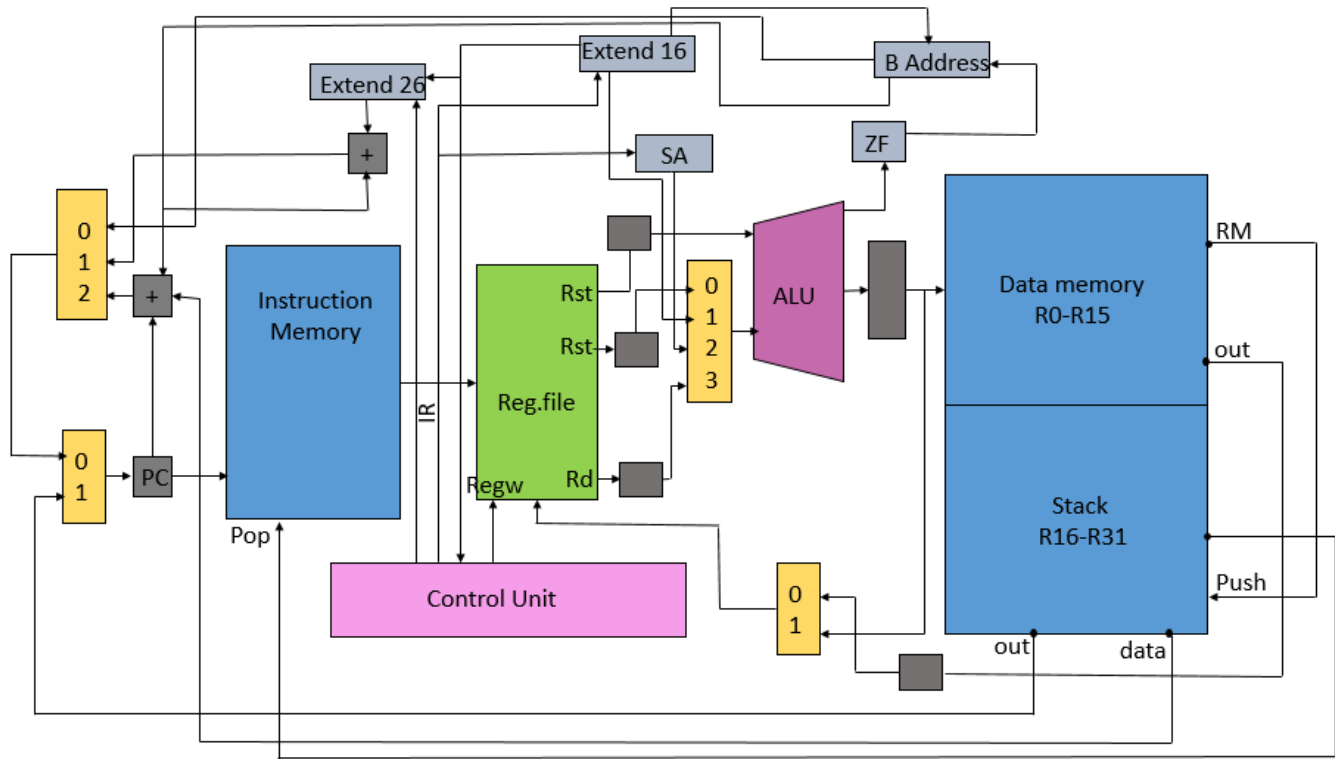 Extend 16
B Address
Extend 26
+
SA
ZF
0
1
2
+
Instruction
Memory
Rst
Rst
Reg.file
Rd
Regw
IR
0
1
2
3
ALU
Data memory
R0-R15
RM
out
Stack
R16-R31
Push
out
data
0
1
PC
Pop
Control Unit
0
1